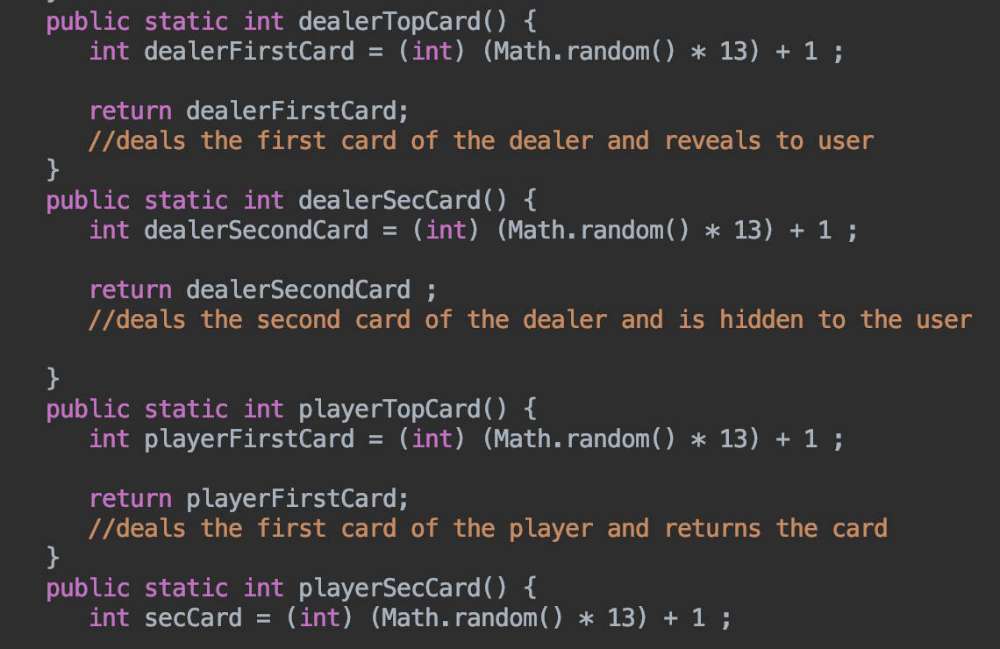 public static int dealerTopCard() {
int dealerFirstCard = (int) (Math.random() * 13) + 1 ;
return dealerFirstCard;
//deals the first card of the dealer and reveals to user
}
public static int dealerSecCard() {
int dealerSecondCard = (int) (Math.random() * 13) + 1 ;
return dealerSecondCard ;
//deals the second card of the dealer and is hidden to the user
}
public static int playerTopCard() {
int playerFirstCard = (int) (Math.random() * 13) + 1 ;
return playerFirstCard;
//deals the first card of the player and returns the card
}
public static int playerSecCard() {
int secCard = (int) (Math.random() * 13) + 1 ;